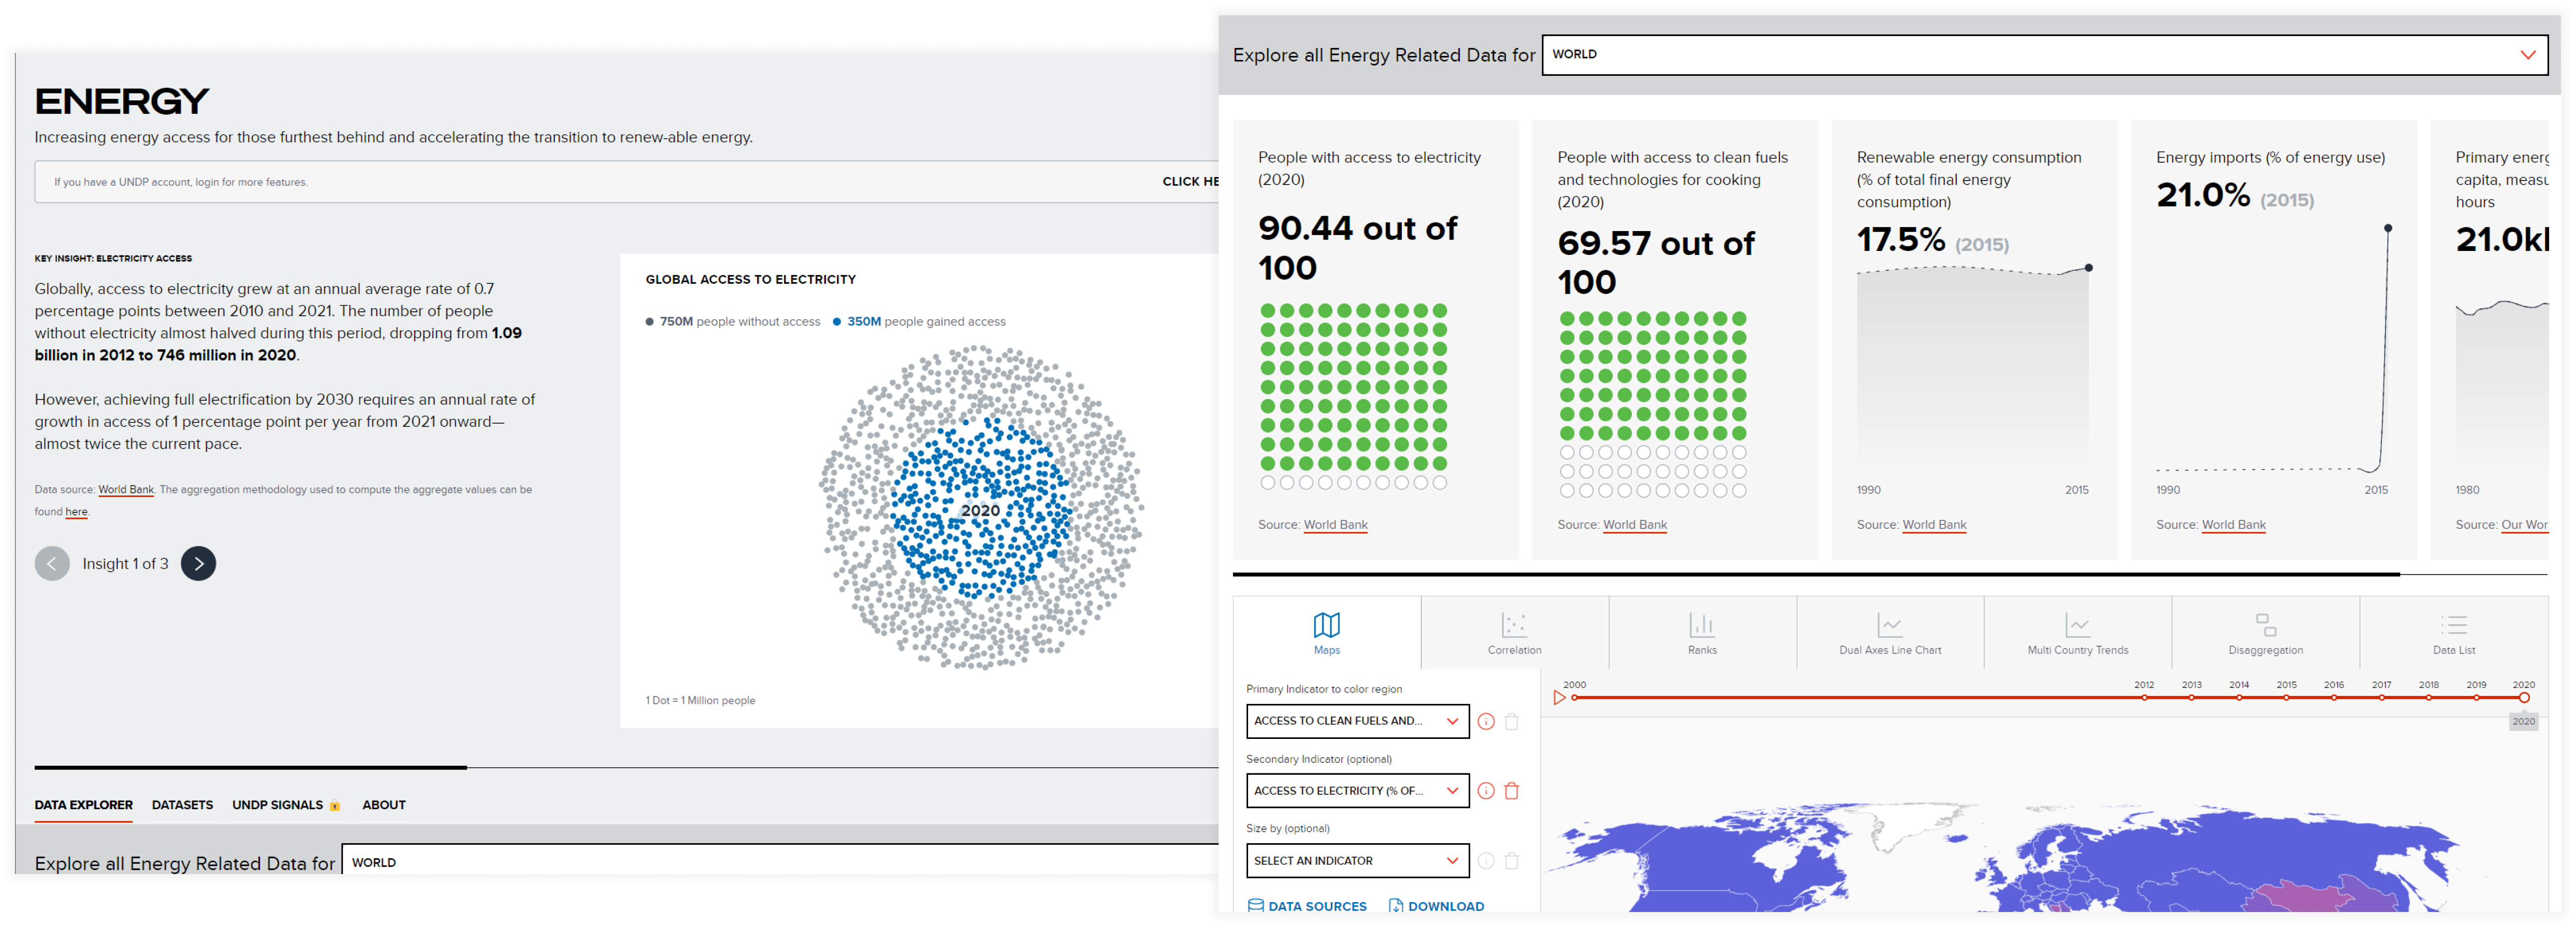 ENERGY
Increasing energy access for those furthest behind and accelerating the transition to renew-able energy.
If you have a UNDP account, login for more features.
CLICK HE
KEY INSIGHT: ELECTRICITY ACCESS
Globally, access to electricity grew at an annual average rate of 0.7
percentage points between 2010 and 2021. The number of people
without electricity almost halved during this period, dropping from 1.09
billion in 2012 to 746 million in 2020.
However, achieving full electrification by 2030 requires an annual rate of
growth in access of 1 percentage point per year from 2021 onward—
almost twice the current pace.
Data source: World Bank. The aggregation methodology used to compute the aggregate values can be
found here.
Insight 1 of 3
GLOBAL ACCESS TO ELECTRICITY
750M people without access 350M people gained access
2020
1 Dot = 1 Million people
DATA EXPLORER DATASETS UNDP SIGNALS 🔒 ABOUT
Explore all Energy Related Data for WORLD
Explore all Energy Related Data for WORLD
People with access to electricity
(2020)
90.44 out of
100
Source: World Bank
People with access to clean fuels
and technologies for cooking
(2020)
69.57 out of
100
Source: World Bank
Renewable energy consumption
(% of total final energy
consumption)
17.5% (2015)
1990 2015
Source: World Bank
Energy imports (% of energy use)
21.0% (2015)
1990 2015
Source: World Bank
Primary energ
capita, measu
hours
21.0k
1980
Source: Our Wor
Maps
Correlation
Ranks
Dual Axes Line Chart
Multi Country Trends
Disaggregation
Data List
Primary Indicator to color region
ACCESS TO CLEAN FUELS AND...
Secondary Indicator (optional)
ACCESS TO ELECTRICITY (% OF...
Size by (optional)
SELECT AN INDICATOR
DATA SOURCES DOWNLOAD
2000 2012 2013 2014 2015 2016 2017 2018 2019 2020
2020